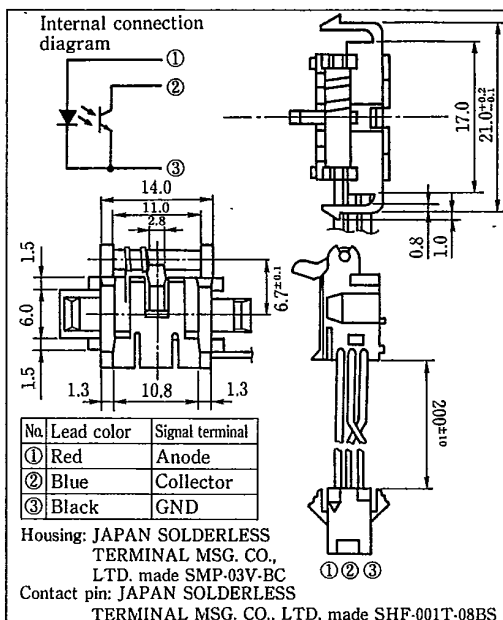 Internal connection
diagram
①
②
③
14.0
11.0
2.8
1.5
6.0
1.5
1.3
10.8
1.3
6.7±0.1
17.0
21.0+0.2
-0.1
0.8
1.0
200±10
No. Lead color Signal terminal
① Red Anode
② Blue Collector
③ Black GND
① ② ③
Housing: JAPAN SOLDERLESS
TERMINAL MSG. CO.,
LTD. made SMP-03V-BC
Contact pin: JAPAN SOLDERLESS
TERMINAL MSG. CO., LTD. made SHF-001T-08BS